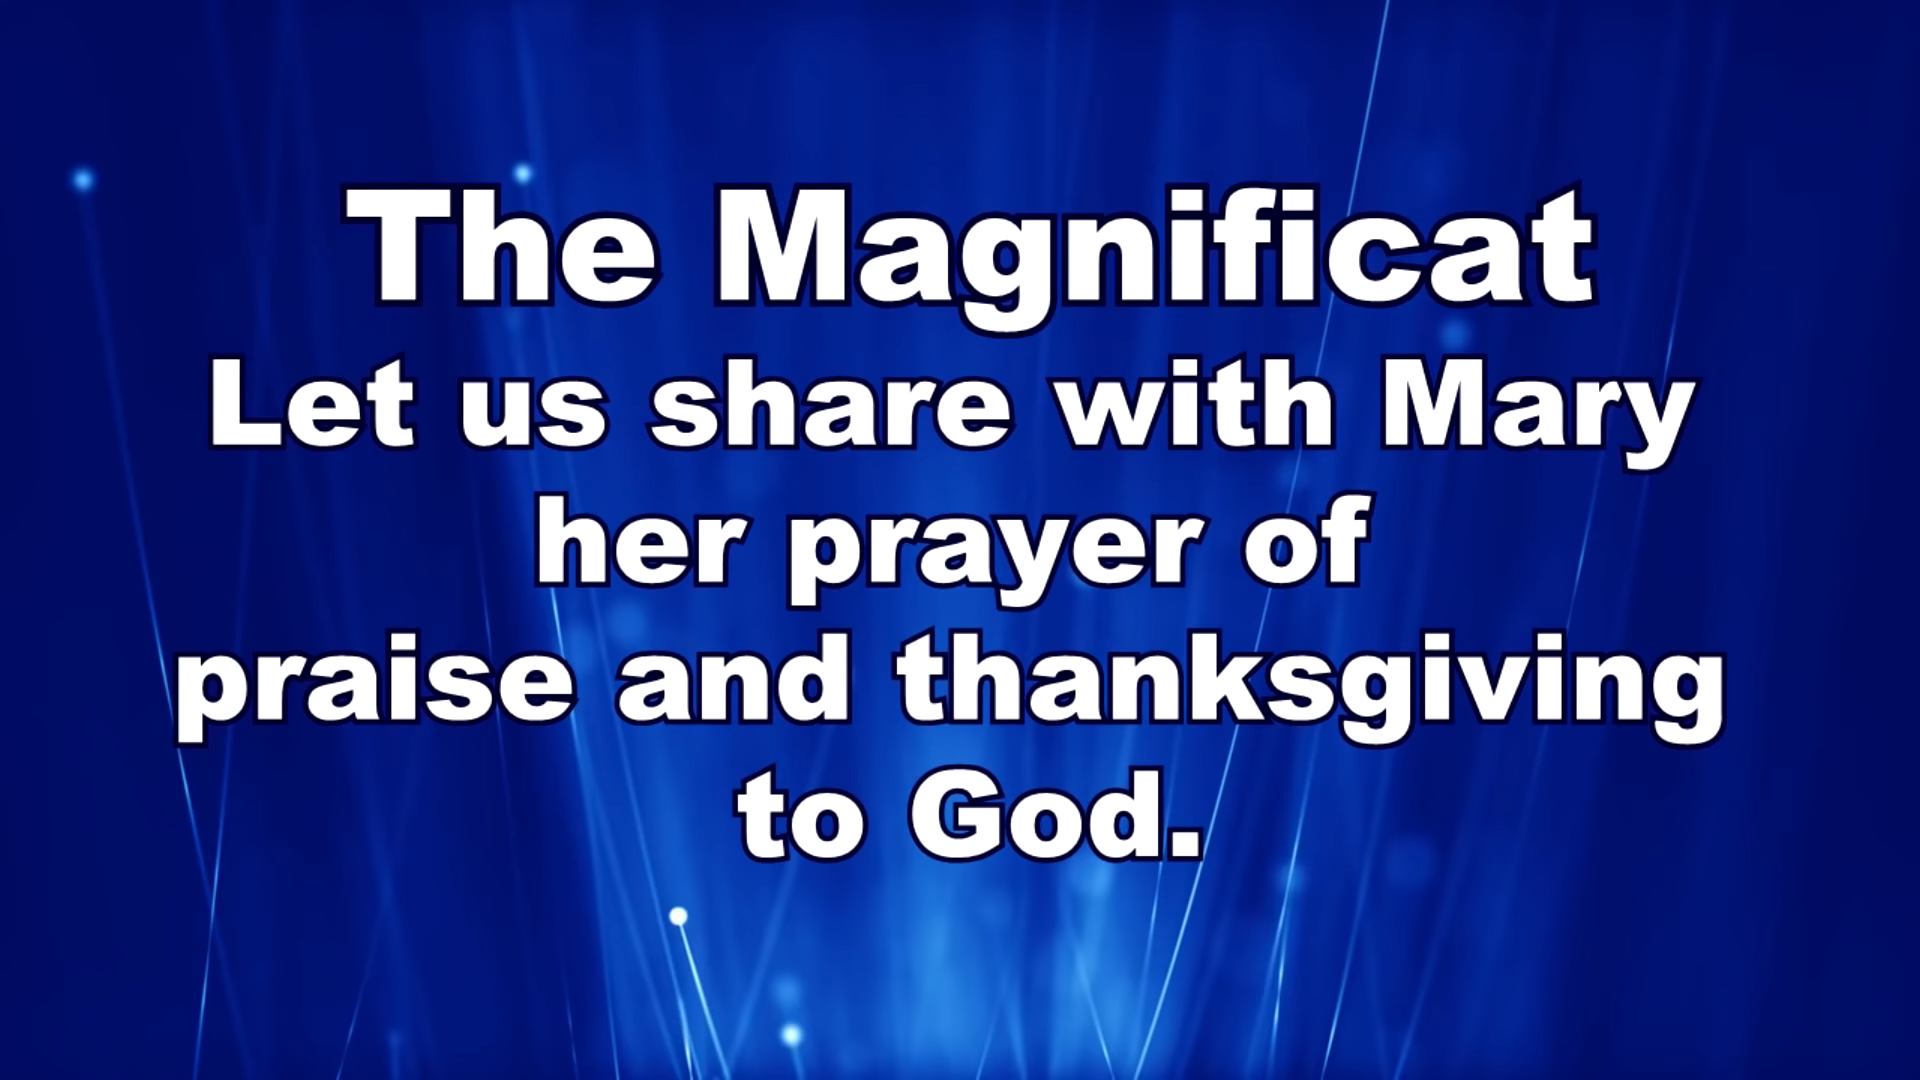 The Magnificat
Let us share with Mary
her prayer of
praise and thanksgiving
to God.